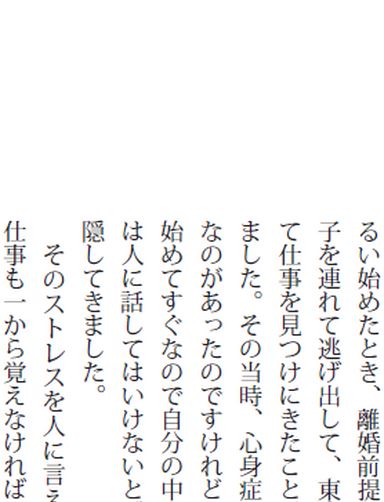 るい始めたとき、離婚前提
子を連れて逃げ出して、東
て仕事を見つけにきたこと
ました。その当時、心身症
なのがあったのですけれど
始めてすぐなので自分の中
は人に話してはいけないと
隠してきました。
そのストレスを人に言え
仕事も一から覚えなければ